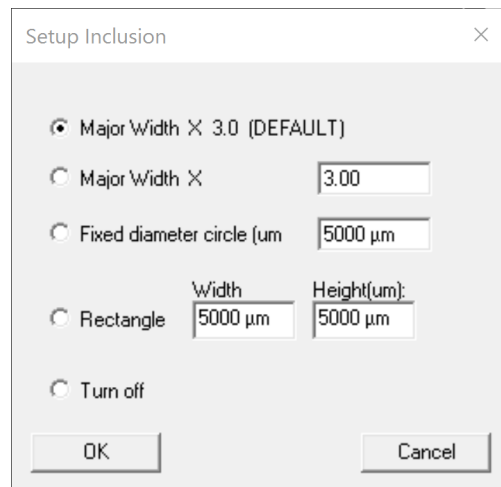 Setup Inclusion
Major Width X 3.0 (DEFAULT)
Major Width X 3.00
Fixed diameter circle (um 5000 µm
Width Height(um):
Rectangle 5000 µm 5000 µm
Turn off
OK Cancel